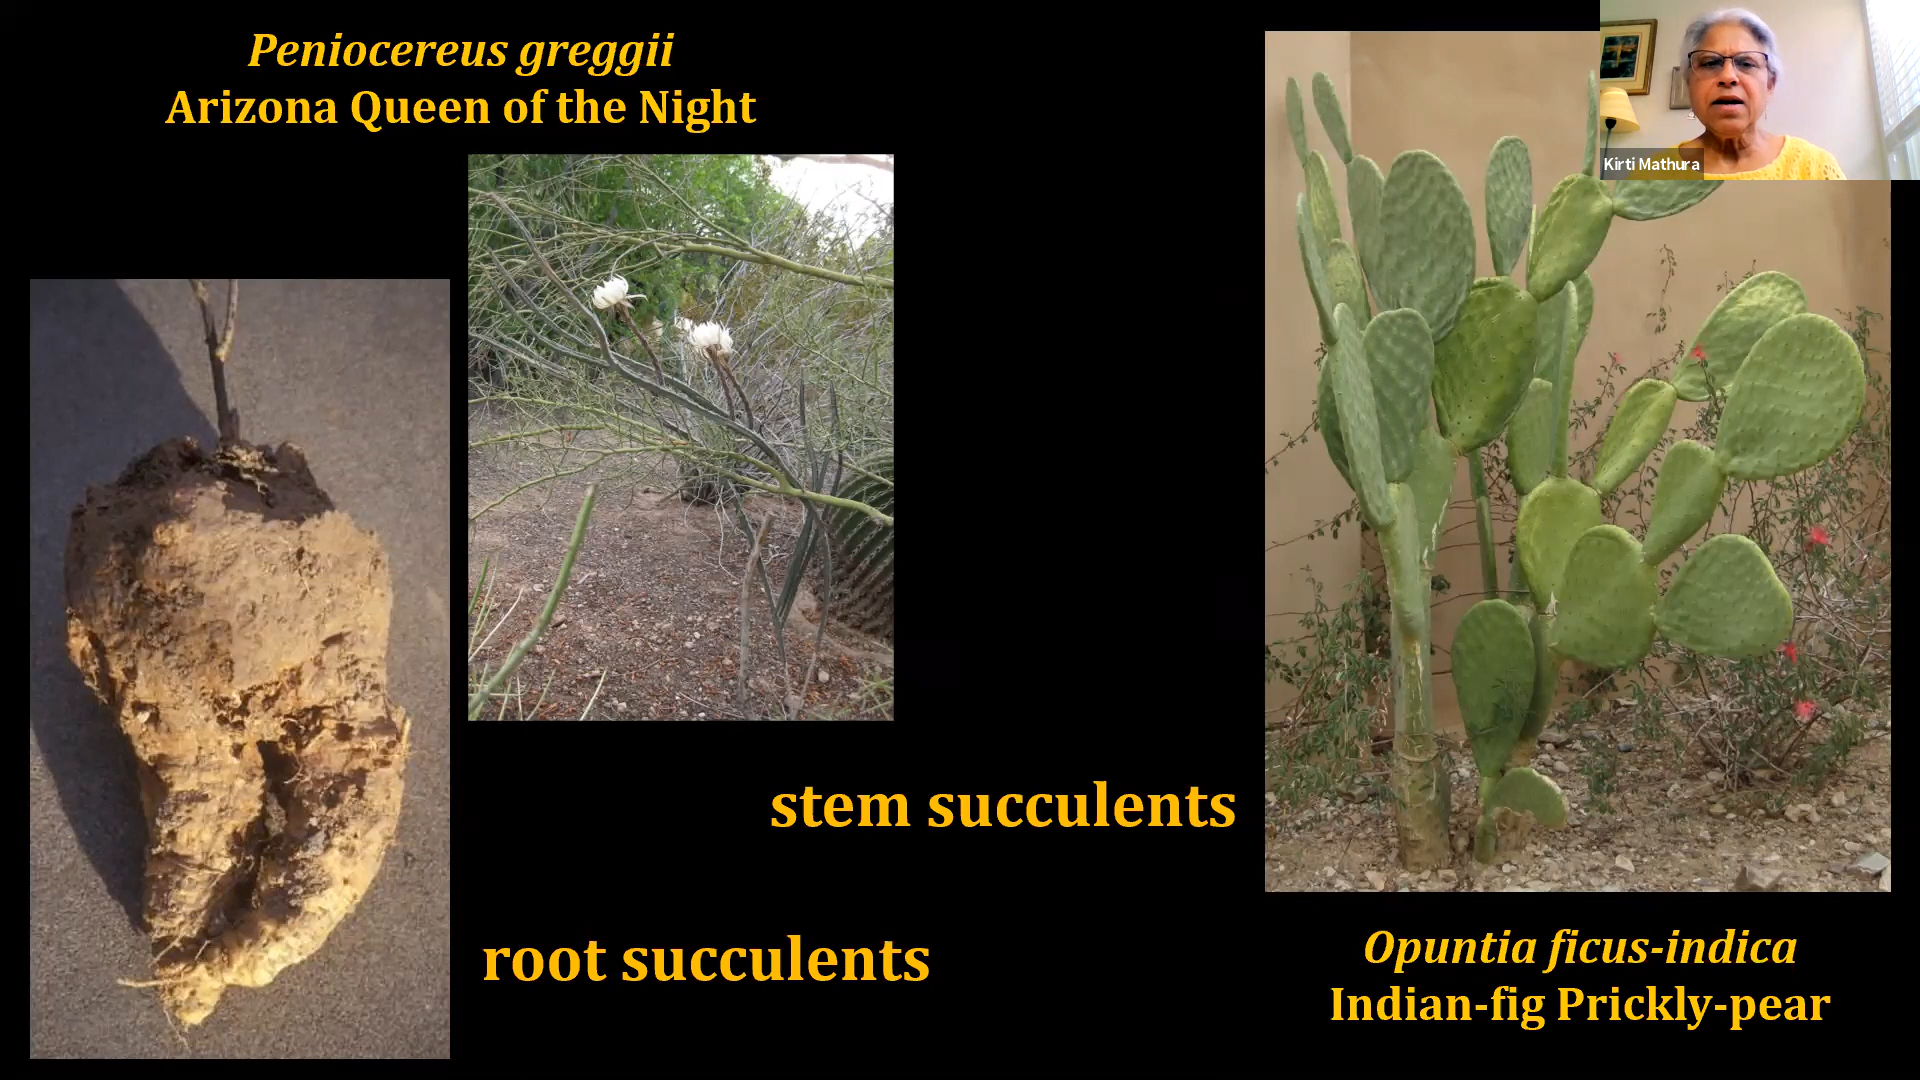 Peniocereus greggii
Arizona Queen of the Night
Kirti Mathura
stem succulents
root succulents
Opuntia ficus-indica
Indian-fig Prickly-pear